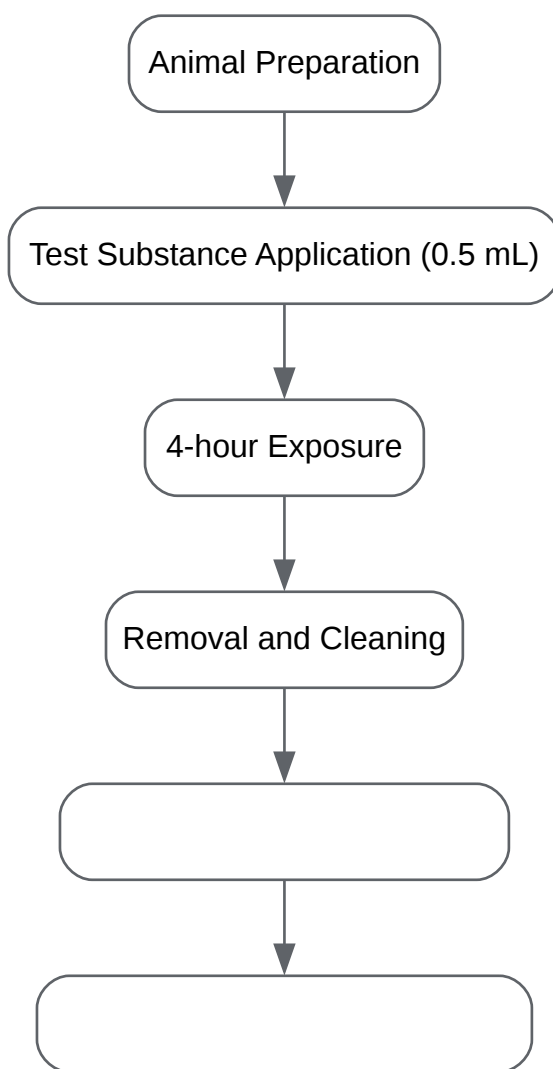 Animal Preparation
Test Substance Application (0.5 mL)
4-hour Exposure
Removal and Cleaning